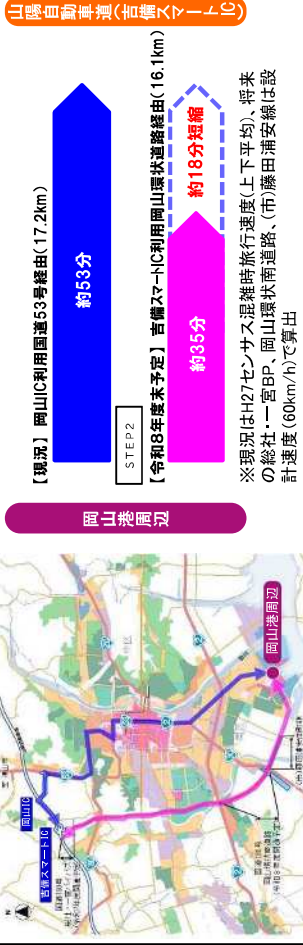 山陽自動車道(吉備スマートIC)
【現況】 岡山IC利用国道53号経由(17.2km)
約53分
STEP2
【令和8年度末予定】 吉備スマートIC利用岡山環状道路経由(16.1km)
約35分
約18分短縮
※現況はH27センサス混雑時旅行速度(上下平均)、将来
の総社・一宮BP、岡山環状南道路、(市)藤田浦安線は設
計速度(60km/h)で算出
岡山港周辺
N
岡山IC
吉備スマートIC
岡山港周辺